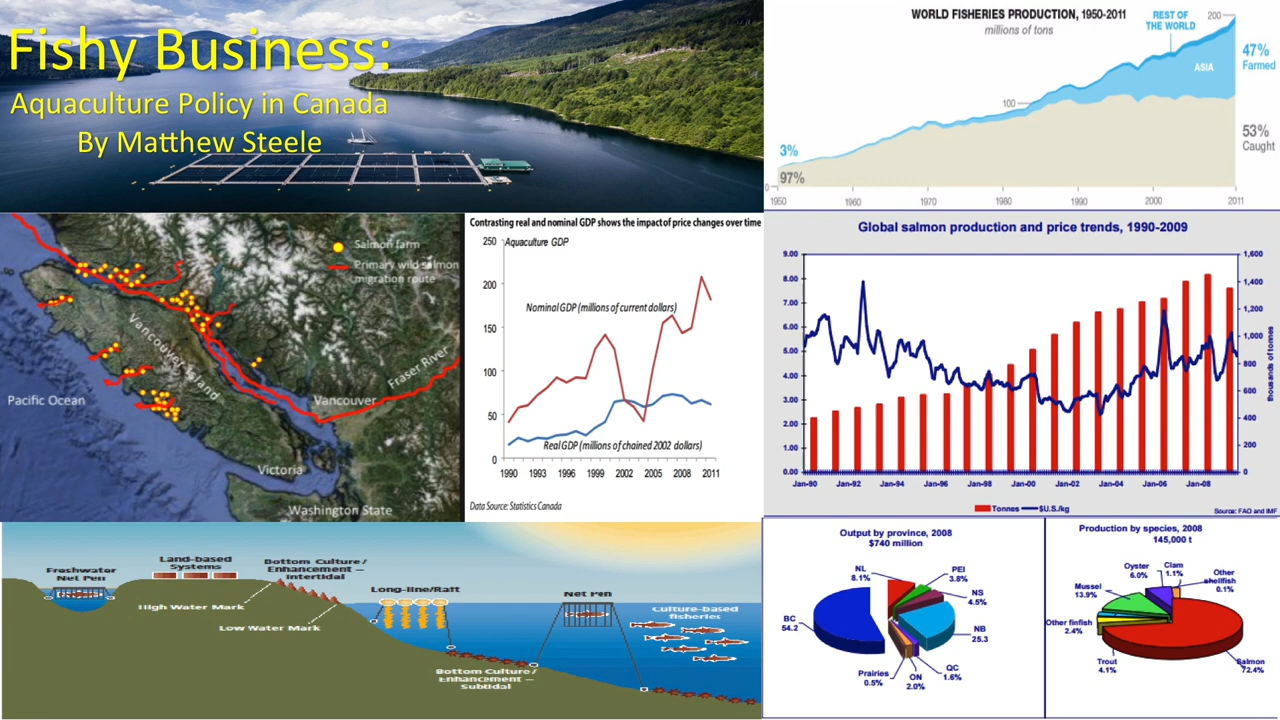 Fishy Business:
Aquaculture Policy in Canada
By Matthew Steele
WORLD FISHERIES PRODUCTION, 1950-2011
millions of tons
REST OF
THE WORLD
200
ASIA
47%
Farmed
100
53%
Caught
3%
97%
0
1950 1960 1970 1980 1990 2000 2011
Salmon farm
Primary wild salmon
migration route
Vancouver Island
Fraser River
Pacific Ocean
Vancouver
Victoria
Washington State
Contrasting real and nominal GDP shows the impact of price changes over time
Aquaculture GDP
250
200
150
100
50
0
Nominal GDP (millions of current dollars)
Real GDP (millions of chained 2002 dollars)
1990 1993 1996 1999 2002 2005 2008 2011
Data Source: Statistics Canada
Global salmon production and price trends, 1990-2009
9.00
8.00
7.00
6.00
5.00
4.00
3.00
2.00
1.00
0.00
1,600
1,400
1,200
1,000
800
600
400
200
0
thousands of tonnes
Jan-90 Jan-92 Jan-94 Jan-96 Jan-98 Jan-00 Jan-02 Jan-04 Jan-06 Jan-08
Tonnes $U.S./kg
Source: FAO and IMF
Freshwater
Net Pen
Land-based
Systems
Bottom Culture/
Enhancement –
Intertidal
High Water Mark
Low Water Mark
Long-line/Raft
Net Pen
Culture-based
fisheries
Bottom Culture/
Enhancement –
Subtidal
Output by province, 2008
$740 million
NL
8.1%
PEI
3.8%
NS
4.5%
NB
25.3
QC
1.6%
ON
2.0%
Prairies
0.5%
BC
54.2
Production by species, 2008
145,000 t
Oyster
6.0%
Clam
1.1%
Other
shellfish
0.1%
Mussel
13.9%
Other finfish
2.4%
Trout
4.1%
Salmon
72.4%